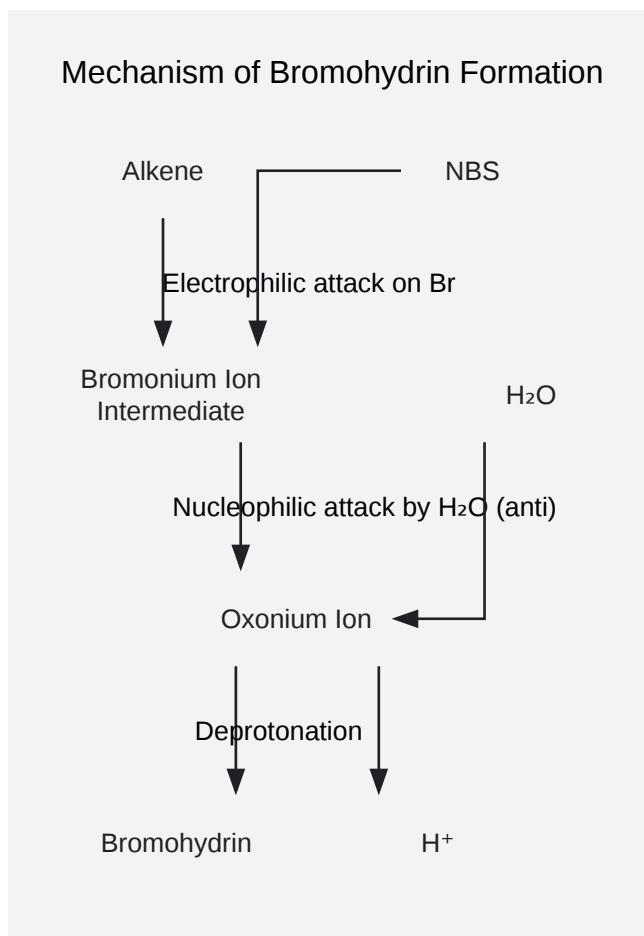 Mechanism of Bromohydrin Formation
Alkene
NBS
Electrophilic attack on Br
Bromonium Ion
Intermediate
H₂O
Nucleophilic attack by H₂O (anti)
Oxonium Ion
Deprotonation
Bromohydrin
H⁺